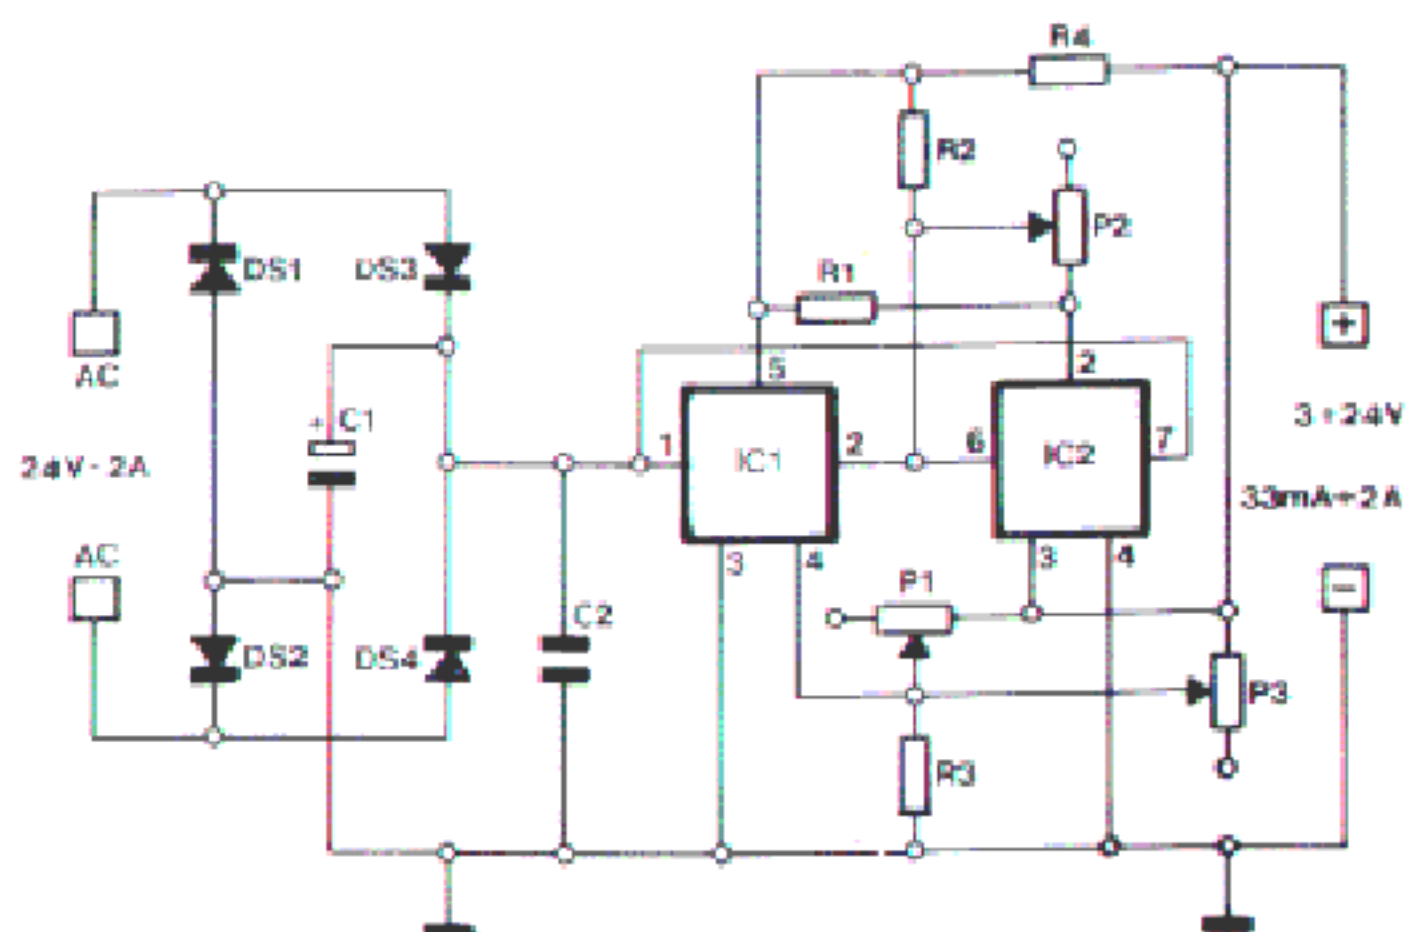 R4
R2
P2
DS1
DS3
R1
+
AC
5
2
+ C1
3÷24V
1
IC1
2
6
IC2
7
24V-2A
33mA÷2A
AC
3
4
3
4
P1
-
C2
DS2
DS4
P3
R3